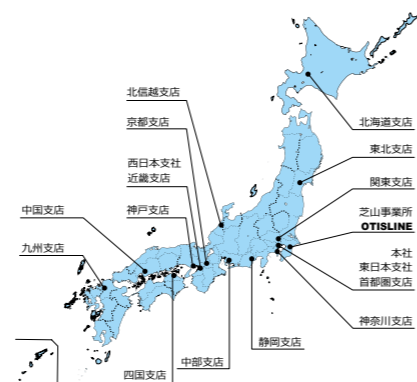 北信越支店
京都支店
西日本支社
近畿支店
神戸支店
中国支店
九州支店
北海道支店
東北支店
関東支店
芝山事業所
OTISLINE
本社
東日本支社
首都圏支店
神奈川支店
静岡支店
中部支店
四国支店